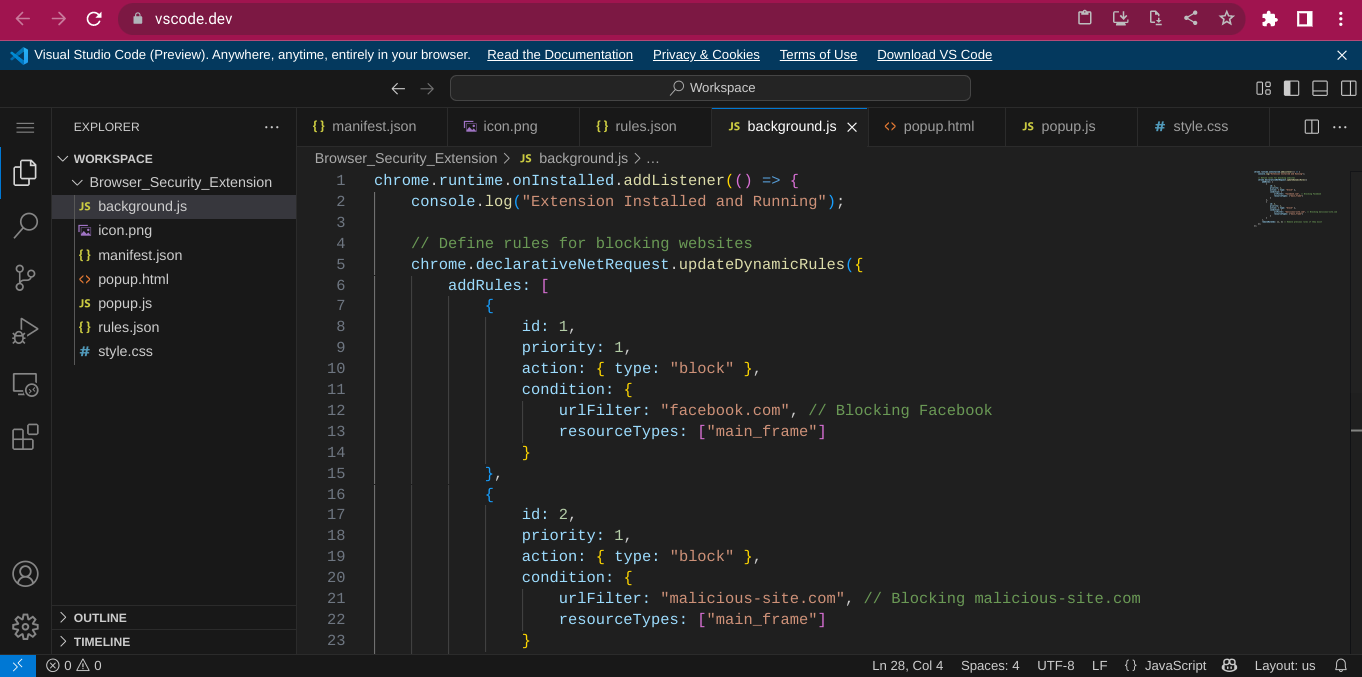 vscode.dev
Visual Studio Code (Preview). Anywhere, anytime, entirely in your browser. Read the Documentation Privacy & Cookies Terms of Use Download VS Code
Workspace
EXPLORER
WORKSPACE
Browser_Security_Extension
JS background.js
icon.png
{} manifest.json
<> popup.html
JS popup.js
{} rules.json
# style.css
OUTLINE
TIMELINE
{} manifest.json icon.png {} rules.json JS background.js <> popup.html JS popup.js # style.css
Browser_Security_Extension > JS background.js > ...
1 chrome.runtime.onInstalled.addListener(() => {
2 console.log("Extension Installed and Running");
3
4 // Define rules for blocking websites
5 chrome.declarativeNetRequest.updateDynamicRules({
6 addRules: [
7 {
8 id: 1,
9 priority: 1,
10 action: { type: "block" },
11 condition: {
12 urlFilter: "facebook.com", // Blocking Facebook
13 resourceTypes: ["main_frame"]
14 }
15 },
16 {
17 id: 2,
18 priority: 1,
19 action: { type: "block" },
20 condition: {
21 urlFilter: "malicious-site.com", // Blocking malicious-site.com
22 resourceTypes: ["main_frame"]
23 }
0 0 Ln 28, Col 4 Spaces: 4 UTF-8 LF {} JavaScript Layout: us